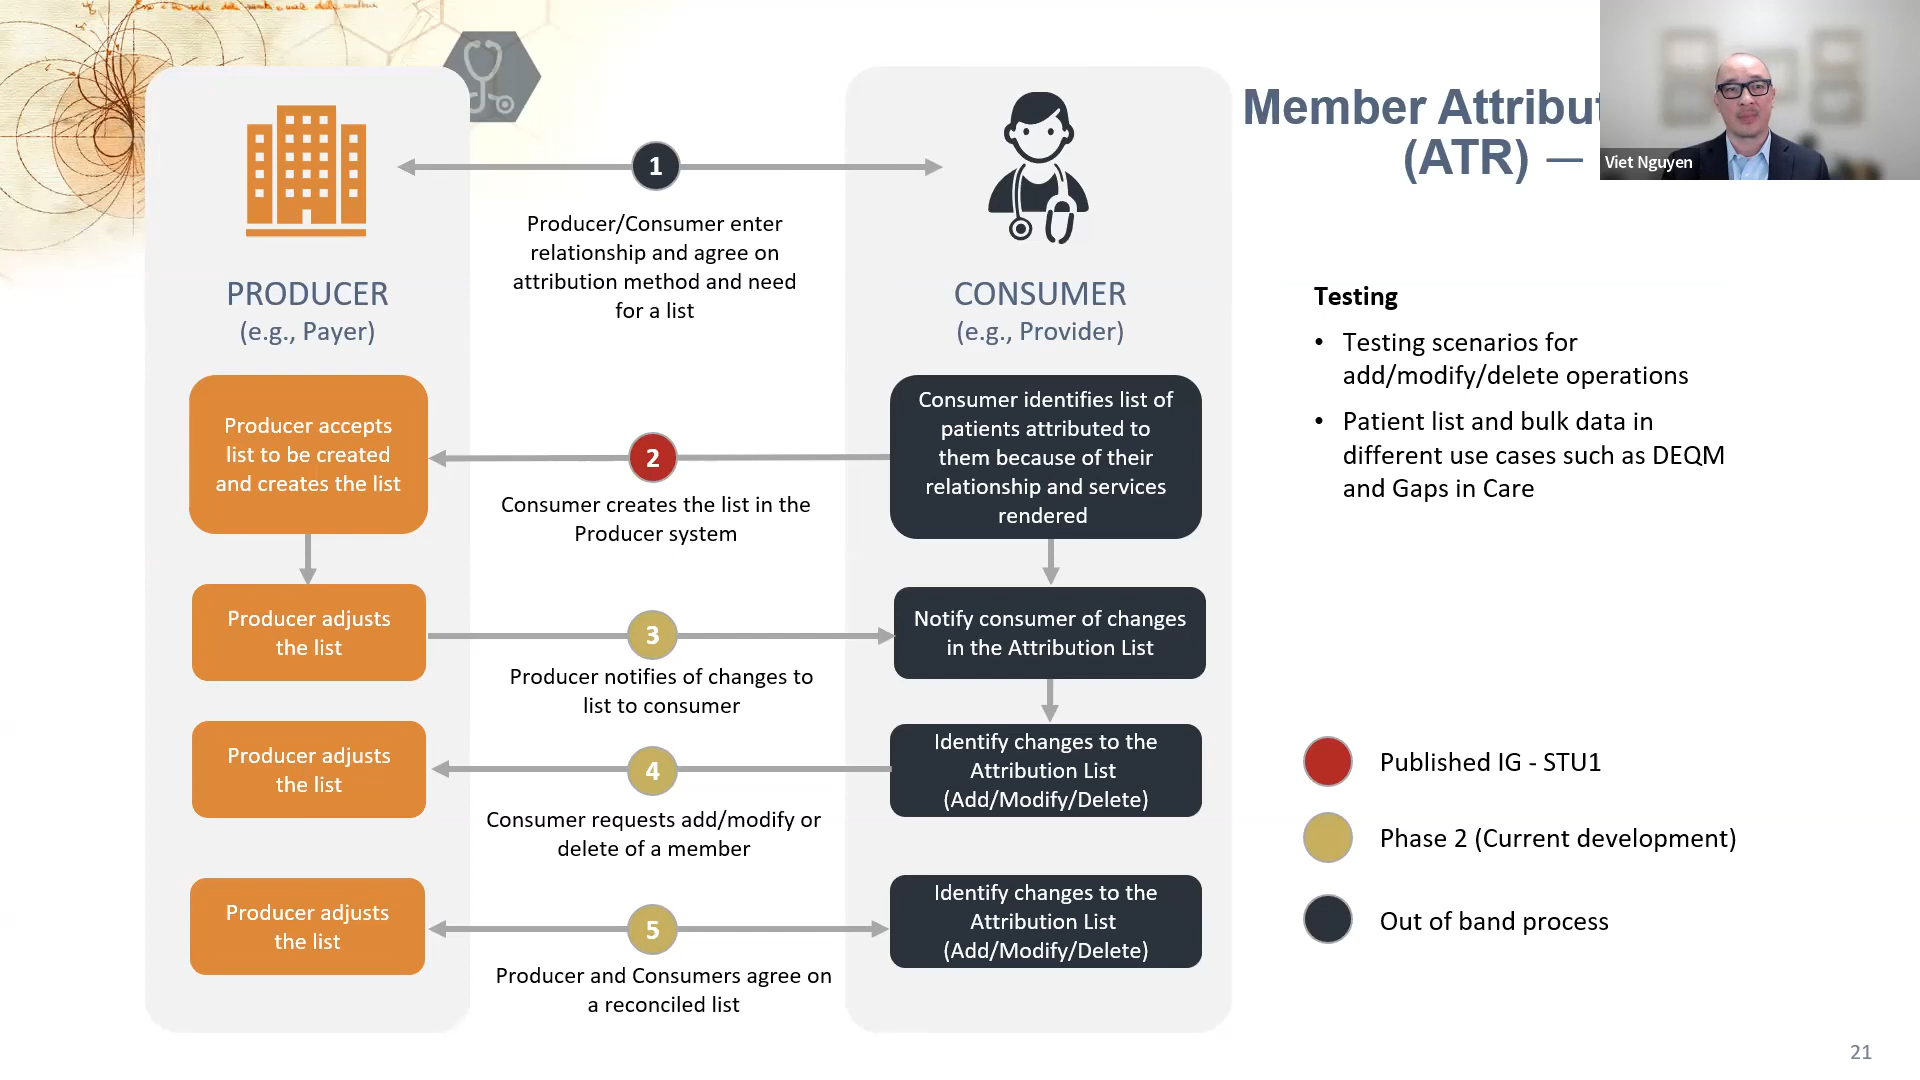 Member Attribut
(ATR) —
Viet Nguyen
1
Producer/Consumer enter
relationship and agree on
attribution method and need
for a list
PRODUCER
(e.g., Payer)
CONSUMER
(e.g., Provider)
Producer accepts
list to be created
and creates the list
2
Consumer creates the list in the
Producer system
Consumer identifies list of
patients attributed to
them because of their
relationship and services
rendered
Producer adjusts
the list
3
Producer notifies of changes to
list to consumer
Notify consumer of changes
in the Attribution List
Producer adjusts
the list
4
Consumer requests add/modify or
delete of a member
Identify changes to the
Attribution List
(Add/Modify/Delete)
Producer adjusts
the list
5
Producer and Consumers agree on
a reconciled list
Identify changes to the
Attribution List
(Add/Modify/Delete)
Testing
• Testing scenarios for
add/modify/delete operations
• Patient list and bulk data in
different use cases such as DEQM
and Gaps in Care
Published IG - STU1
Phase 2 (Current development)
Out of band process
21